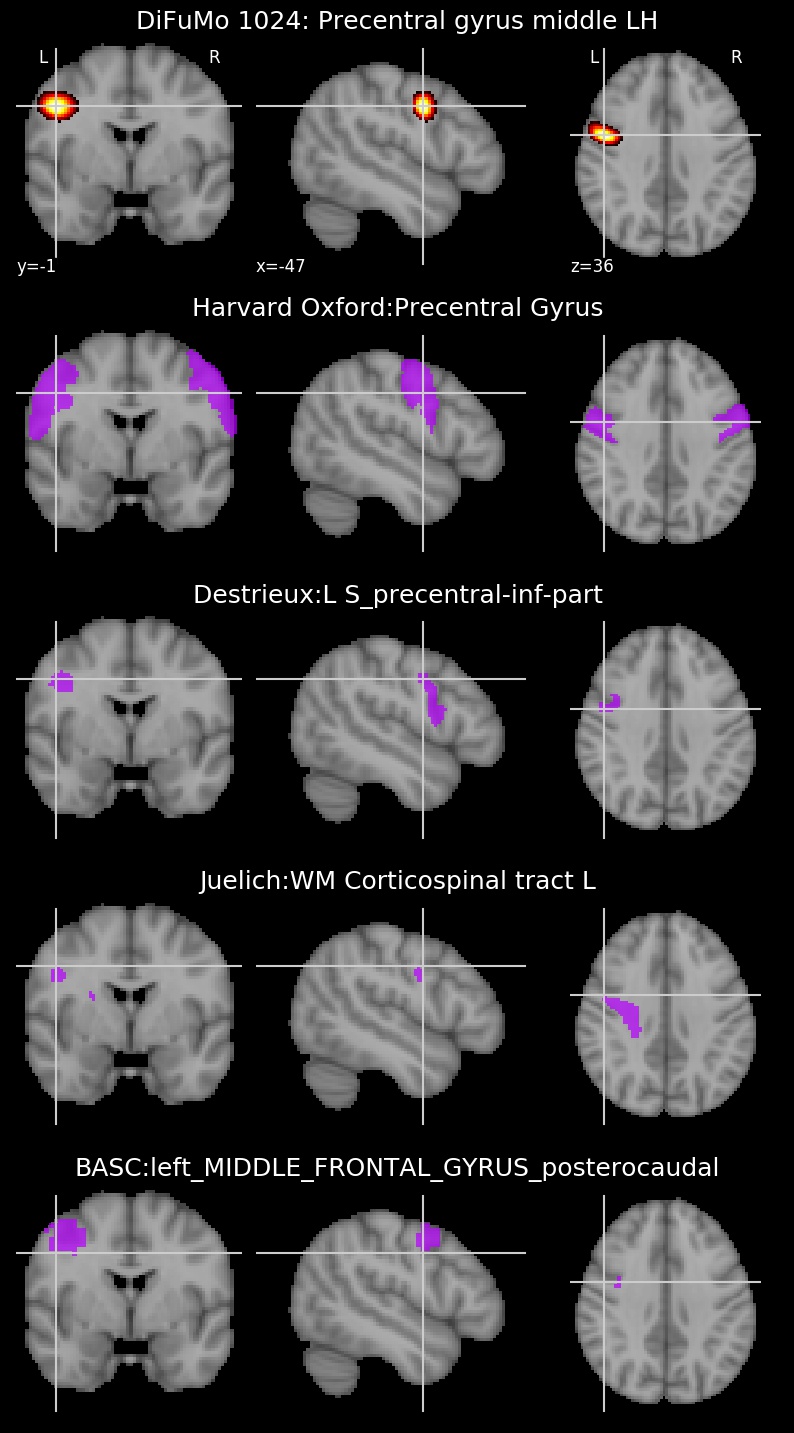 DiFuMo 1024: Precentral gyrus middle LH
L R L R
y=-1 x=-47 z=36
Harvard Oxford:Precentral Gyrus
Destrieux:L S_precentral-inf-part
Juelich:WM Corticospinal tract L
BASC:left_MIDDLE_FRONTAL_GYRUS_posterocaudal